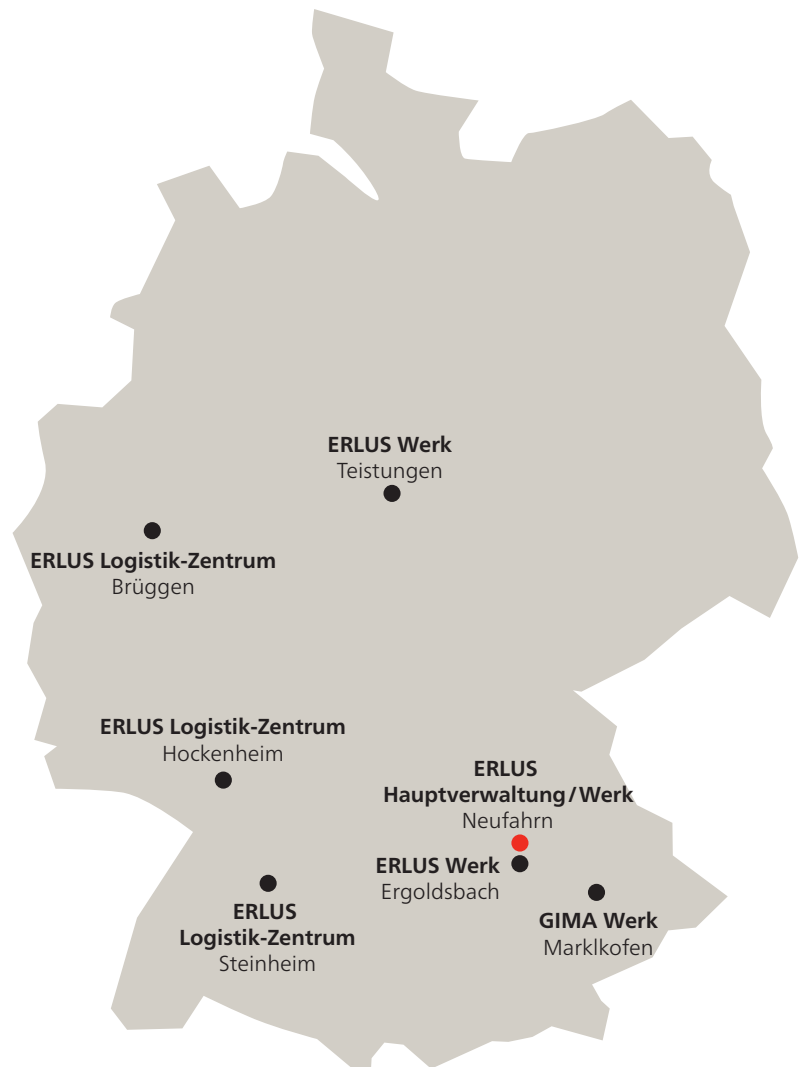 ERLUS Werk
Teistungen
ERLUS Logistik-Zentrum
Brüggen
ERLUS Logistik-Zentrum
Hockenheim
ERLUS
Hauptverwaltung/Werk
Neufahrn
ERLUS Werk
Ergoldsbach
ERLUS
Logistik-Zentrum
Steinheim
GIMA Werk
Marklkofen